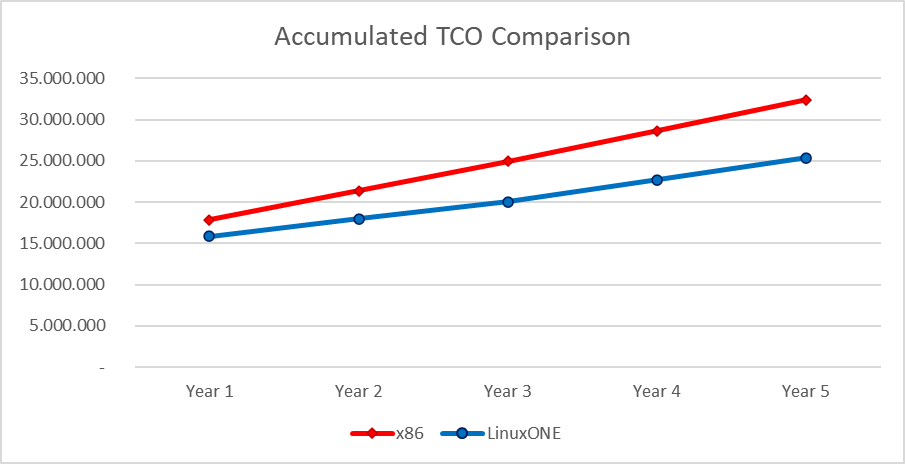 Accumulated TCO Comparison
35.000.000
30.000.000
25.000.000
20.000.000
15.000.000
10.000.000
5.000.000
-
Year 1 Year 2 Year 3 Year 4 Year 5
x86 LinuxONE